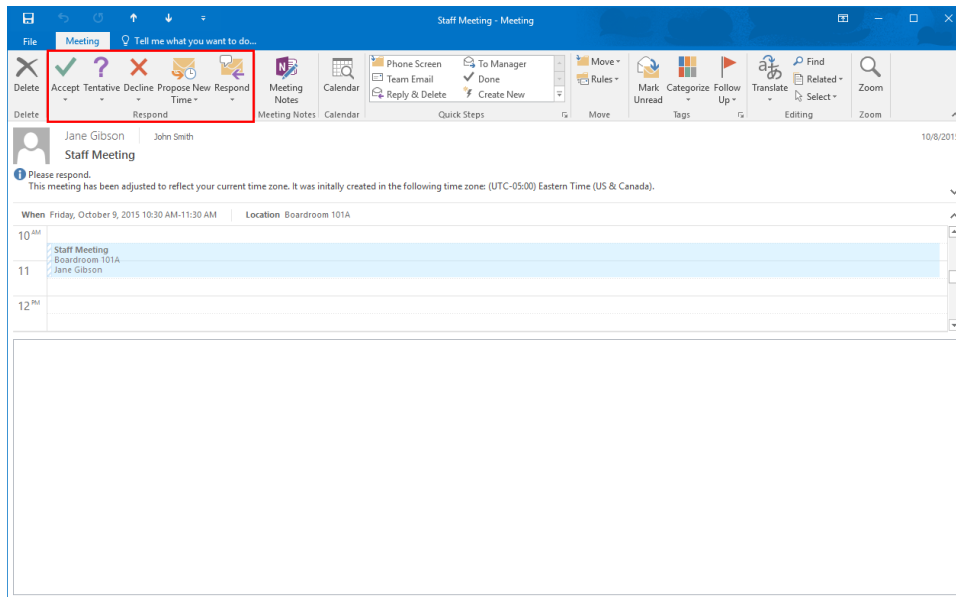 Staff Meeting - Meeting
File Meeting Tell me what you want to do...
Delete Accept Tentative Decline Propose New Time Respond Meeting Notes Calendar
Phone Screen To Manager
Team Email Done
Reply & Delete Create New
Move
Rules
Mark Unread Categorize Follow Up Translate
Find
Related
Select
Zoom
Delete Respond Meeting Notes Calendar Quick Steps Move Tags Editing Zoom
Jane Gibson John Smith 10/8/2015
Staff Meeting
Please respond.
This meeting has been adjusted to reflect your current time zone. It was initally created in the following time zone: (UTC-05:00) Eastern Time (US & Canada).
When Friday, October 9, 2015 10:30 AM-11:30 AM Location Boardroom 101A
10 AM
Staff Meeting
Boardroom 101A
11 Jane Gibson
12 PM